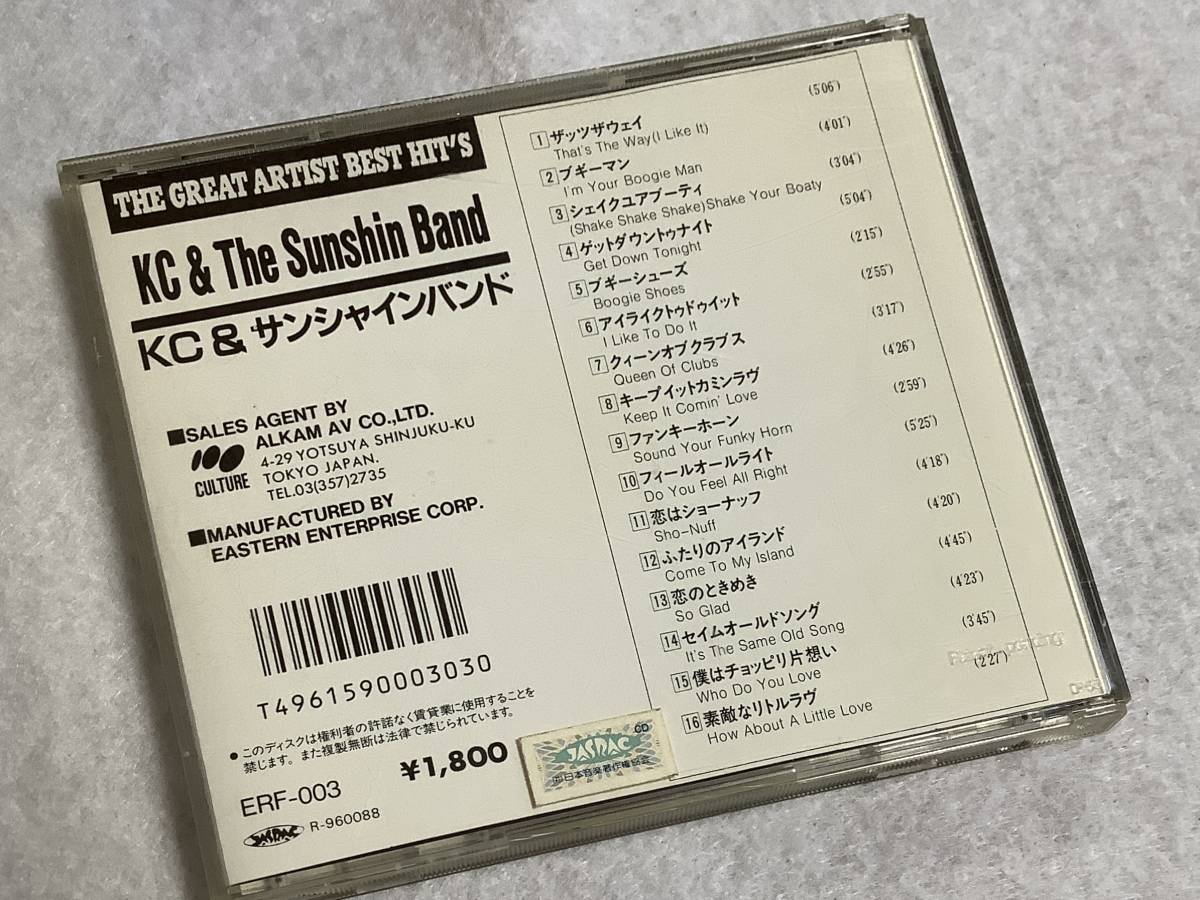 THE GREAT ARTIST BEST HIT'S
KC & The Sunshin Band
KC & サンシャインバンド
■SALES AGENT BY
ALKAM AV CO.,LTD.
4-29 YOTSUYA SHINJUKU-KU
TOKYO JAPAN.
TEL.03(357)2735
CULTURE
■MANUFACTURED BY
EASTERN ENTERPRISE CORP.
T4961590003030
●このディスクは権利者の許諾なく賃貸業に使用することを
禁じます。また複製無断は法律で禁じられています。
¥1,800
ERF-003
JASRAC R-960088
1 ザッツザウェイ (5'06")
That's The Way(I Like It)
2 ブギーマン (4'01")
I'm Your Boogie Man
3 シェイクユアブーティ (3'04")
(Shake Shake Shake)Shake Your Boaty
4 ゲットダウントゥナイト (5'04")
Get Down Tonight
5 ブギーシューズ (2'15")
Boogie Shoes
6 アイライクトゥドゥイット (2'55")
I Like To Do It
7 クィーンオブクラブス (3'17")
Queen Of Clubs
8 キープイットカミンラヴ (4'26")
Keep It Comin' Love
9 ファンキーホーン (2'59")
Sound Your Funky Horn
10 フィールオールライト (5'25")
Do You Feel All Right
11 恋はショーナッフ (4'18")
Sho-Nuff
12 ふたりのアイランド (4'20")
Come To My Island
13 恋のときめき (4'45")
So Glad
14 セイムオールドソング (4'23")
It's The Same Old Song
15 僕はチョッピリ片想い (3'45")
Who Do You Love
16 素敵なリトルラヴ (2'27")
How About A Little Love
CD
JASRAC
日本音楽著作権協会